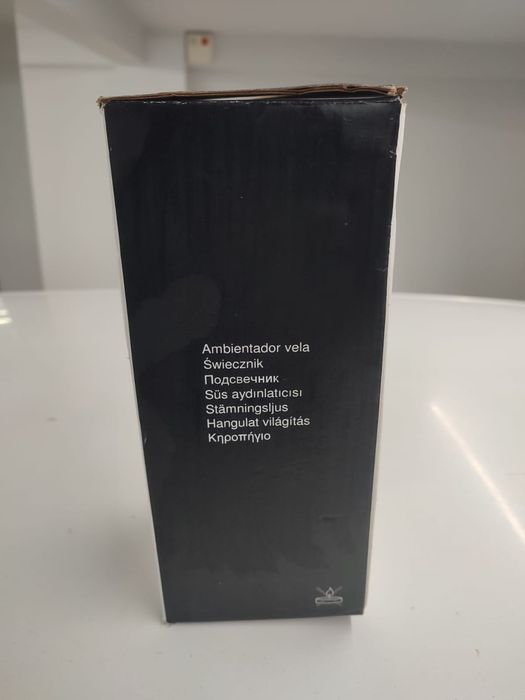 Ambientador vela
Świecznik
Подсвечник
Süs aydınlatıcısı
Stämningsljus
Hangulat világítás
Κηροπήγιο